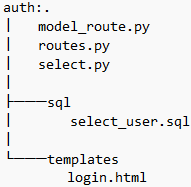 auth:.
│   model_route.py
│   routes.py
│   select.py
│
├───sql
│       select_user.sql
│
└───templates
        login.html